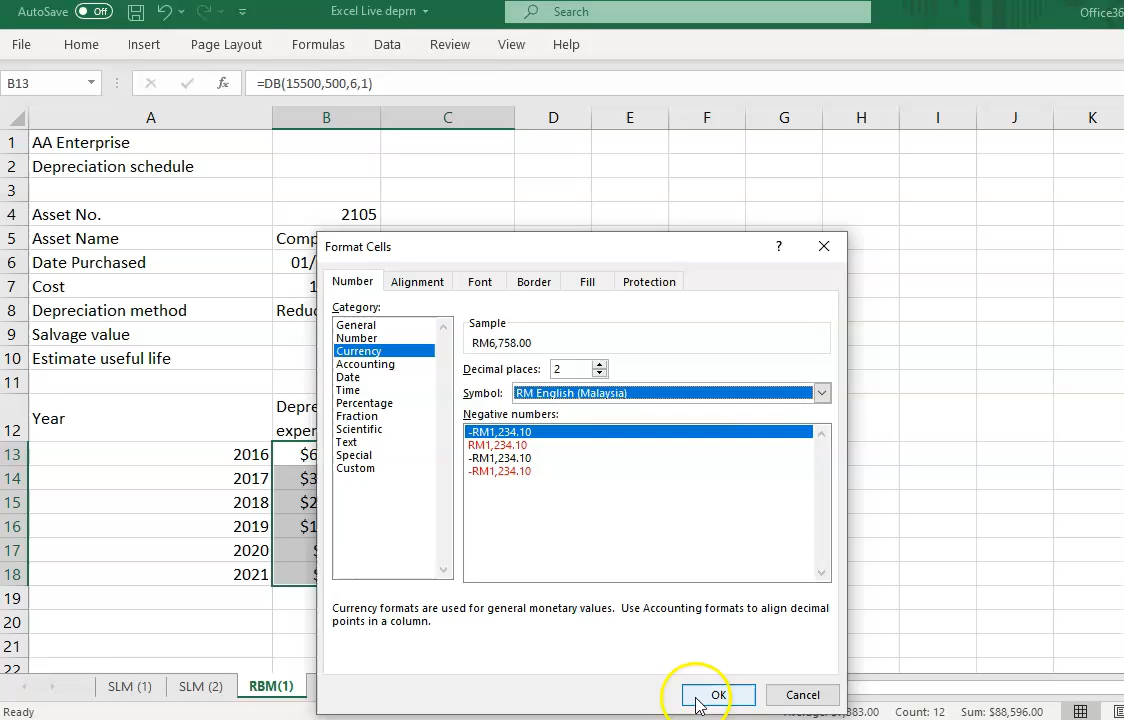 AutoSave Off Excel Live deprn Search Office36
File Home Insert Page Layout Formulas Data Review View Help
B13 fx =DB(15500,500,6,1)
A B C D E F G H I J K
1 AA Enterprise
2 Depreciation schedule
3
4 Asset No. 2105
5 Asset Name Comp
6 Date Purchased 01/
7 Cost 1
8 Depreciation method Reduc
9 Salvage value
10 Estimate useful life
11
12 Year Depre
expen
13 2016 $6
14 2017 $3
15 2018 $2
16 2019 $1
17 2020 $
18 2021 $
19
20
21
22
Format Cells ?
Number Alignment Font Border Fill Protection
Category:
General
Number
Currency
Accounting
Date
Time
Percentage
Fraction
Scientific
Text
Special
Custom
Sample
RM6,758.00
Decimal places: 2
Symbol: RM English (Malaysia)
Negative numbers:
-RM1,234.10
RM1,234.10
-RM1,234.10
-RM1,234.10
Currency formats are used for general monetary values. Use Accounting formats to align decimal
points in a column.
OK Cancel
SLM (1) SLM (2) RBM(1)
Ready Count: 12 Sum: $88,596.00